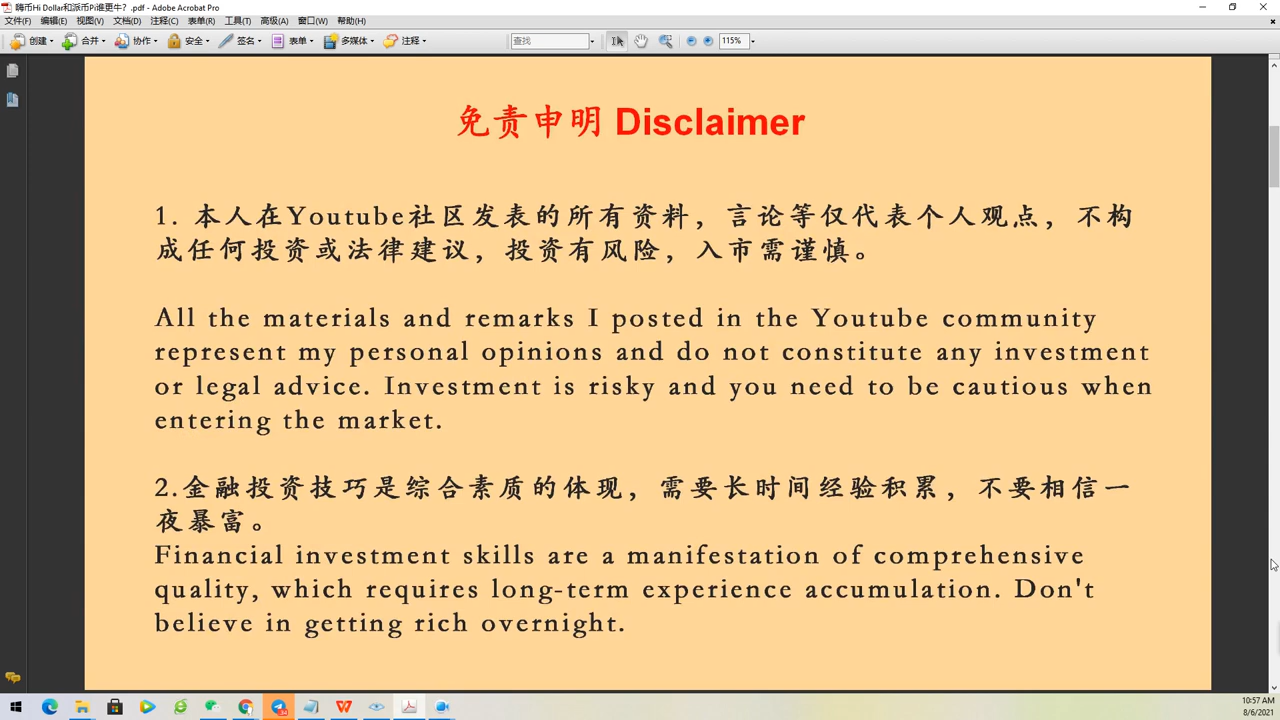 嗨币Hi Dollar和派币Pi谁更牛? .pdf - Adobe Acrobat Pro
文件(F) 编辑(E) 视图(V) 文档(D) 注释(C) 表单(R) 工具(T) 高级(A) 窗口(W) 帮助(H)
创建 合并 协作 安全 签名 表单 多媒体 注释 查找 115%
免责申明 Disclaimer
1. 本人在Youtube社区发表的所有资料，言论等仅代表个人观点，不构
成任何投资或法律建议，投资有风险，入市需谨慎。
All the materials and remarks I posted in the Youtube community
represent my personal opinions and do not constitute any investment
or legal advice. Investment is risky and you need to be cautious when
entering the market.
2.金融投资技巧是综合素质的体现，需要长时间经验积累，不要相信一
夜暴富。
Financial investment skills are a manifestation of comprehensive
quality, which requires long-term experience accumulation. Don't
believe in getting rich overnight.
10:57 AM
8/6/2021